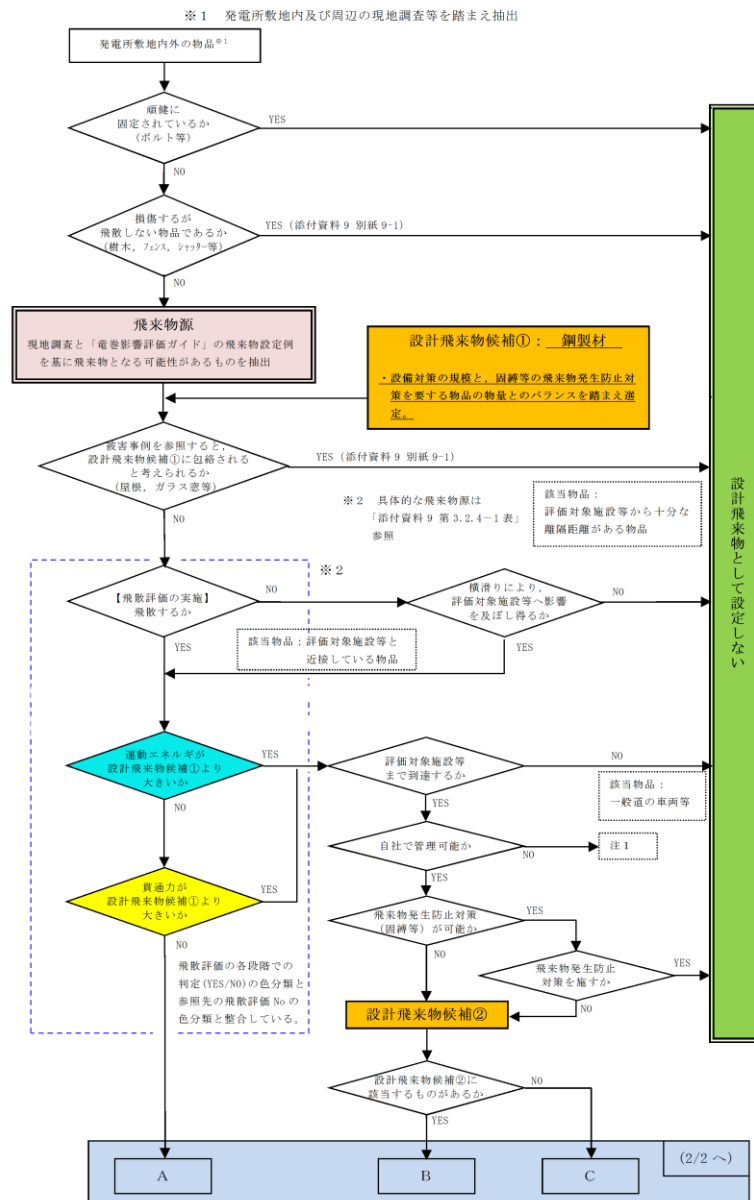 ※１　発電所敷地内及び周辺の現地調査等を踏まえ抽出
発電所敷地内外の物品※1
頑健に
固定されているか
(ボルト等)
YES
NO
損傷するが
飛散しない物品であるか
(樹木，フェンス，シャッター等)
YES (添付資料 9 別紙 9-1)
NO
飛来物源
現地調査と「竜巻影響評価ガイド」の飛来物設定例
を基に飛来物となる可能性があるものを抽出
設計飛来物候補①：　鋼製材
・設備対策の規模と，固縛等の飛来物発生防止対
策を要する物品の物量とのバランスを踏まえ選
定。
被害事例を参照すると，
設計飛来物候補①に包絡される
と考えられるか
(屋根，ガラス窓等)
YES (添付資料 9 別紙 9-1)
NO
※２　具体的な飛来物源は
「添付資料 9 第 3.2.4－1 表」
参照
該当物品：
評価対象施設等から十分な
離隔距離がある物品
設計飛来物として設定しない
※２
【飛散評価の実施】
飛散するか
NO
YES
横滑りにより，
評価対象施設等へ影響
を及ぼし得るか
NO
YES
該当物品：評価対象施設等と
近接している物品
運動エネルギが
設計飛来物候補①より
大きいか
YES
NO
評価対象施設等
まで到達するか
NO
YES
該当物品：
一般道の車両等
自社で管理可能か
NO
YES
注１
貫通力が
設計飛来物候補①より
大きいか
YES
NO
飛来物発生防止対策
(固縛等）が可能か
YES
NO
飛来物発生防止
対策を施すか
YES
NO
飛散評価の各段階での
判定(YES/NO)の色分類と
参照先の飛散評価 No の
色分類と整合している。
設計飛来物候補②
設計飛来物候補②に
該当するものがあるか
NO
YES
(2/2 へ)
A
B
C